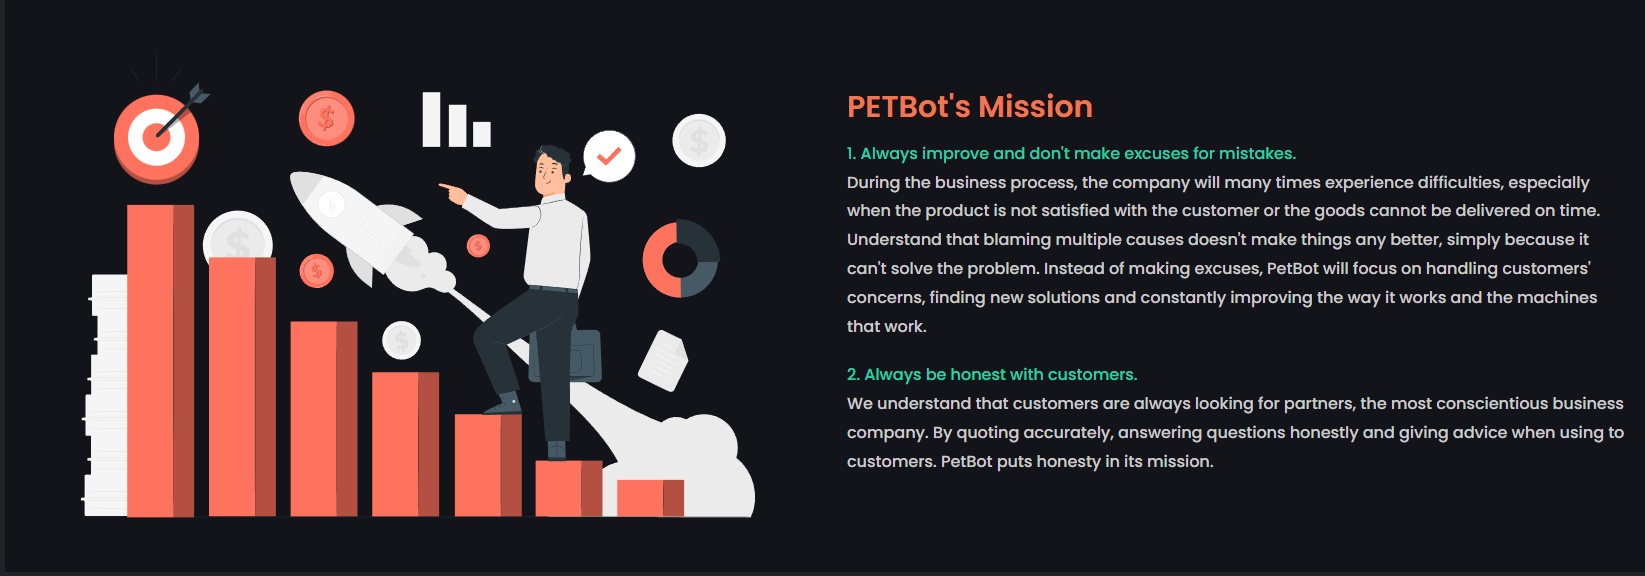 PETBot's Mission
1. Always improve and don't make excuses for mistakes.
During the business process, the company will many times experience difficulties, especially
when the product is not satisfied with the customer or the goods cannot be delivered on time.
Understand that blaming multiple causes doesn't make things any better, simply because it
can't solve the problem. Instead of making excuses, PetBot will focus on handling customers'
concerns, finding new solutions and constantly improving the way it works and the machines
that work.
2. Always be honest with customers.
We understand that customers are always looking for partners, the most conscientious business
company. By quoting accurately, answering questions honestly and giving advice when using to
customers. PetBot puts honesty in its mission.